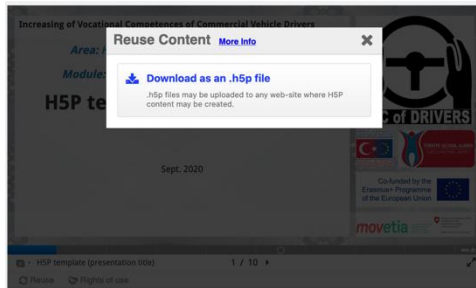 Increasing of Vocational Competences of Commercial Vehicle Drivers
Reuse Content More Info
Area:
Module:
Download as an .h5p file
.h5p files may be uploaded to any web-site where H5P
content may be created.
H5P te
C of DRIVERS
Sept. 2020
Co-funded by the
Erasmus+ Programme
of the European Union
movetia
H5P template (presentation title)
1 / 10
Reuse
Rights of use